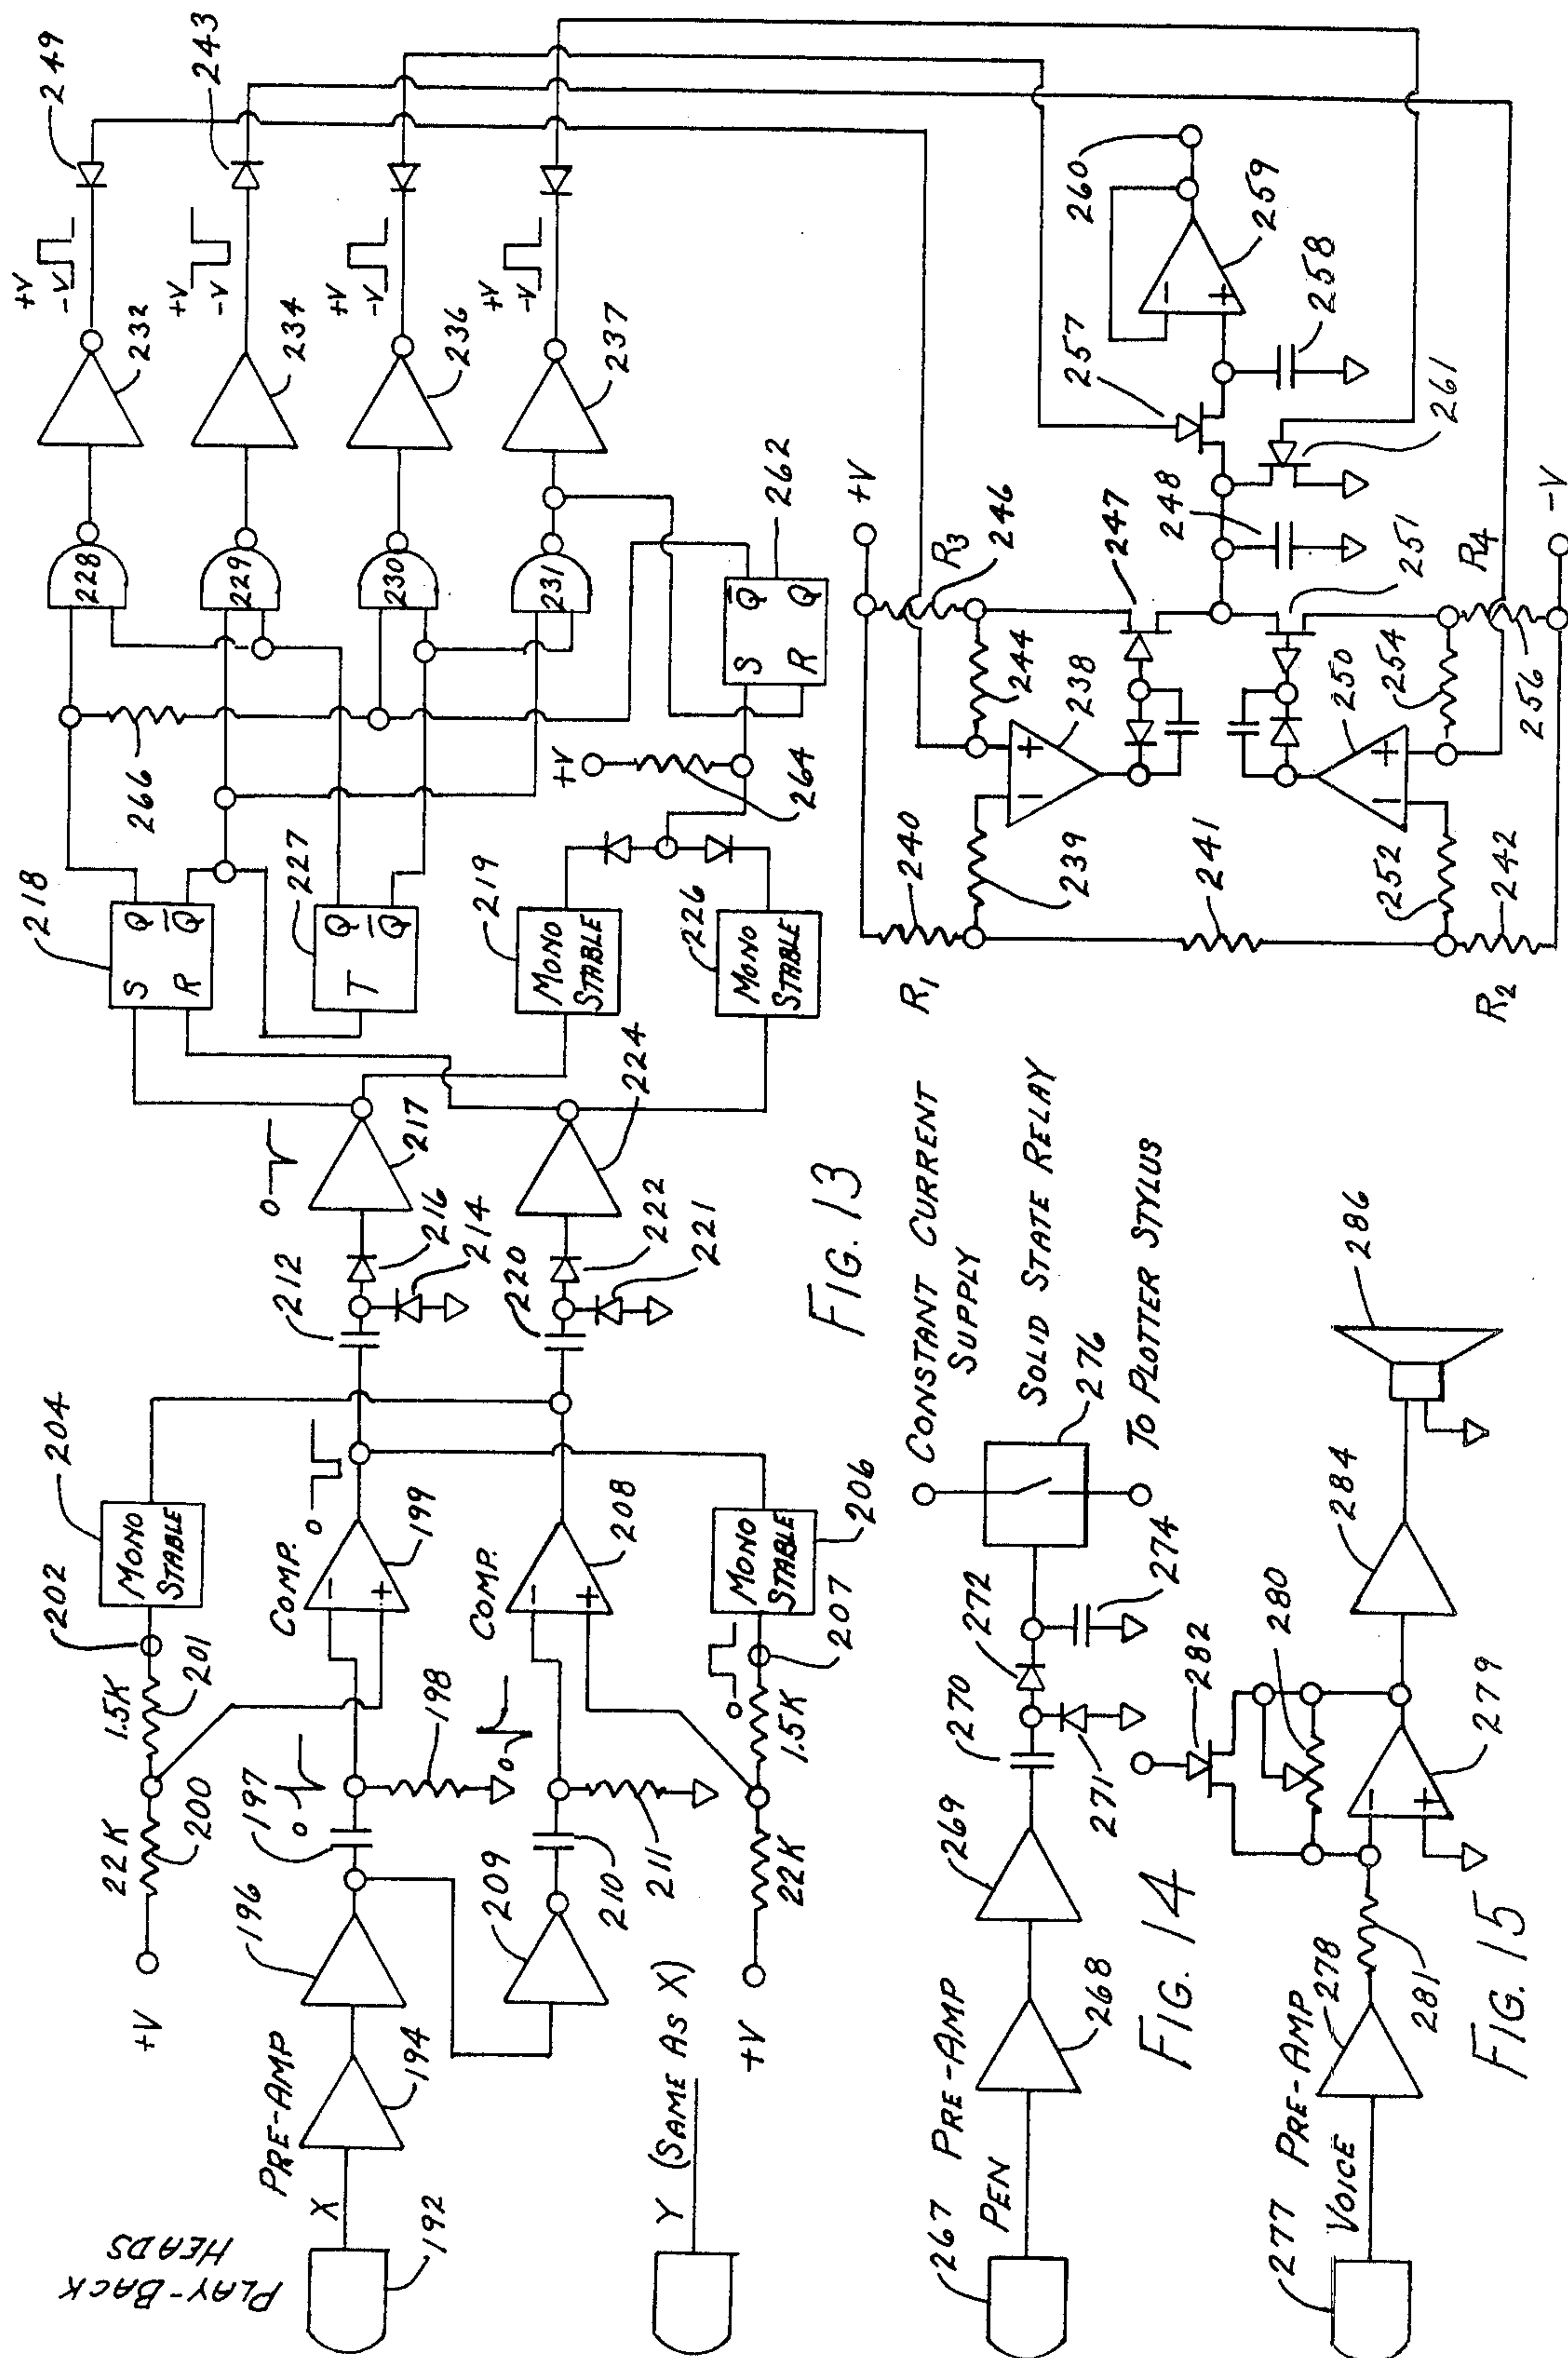 PLAY-BACK
HEADS
192
X
PRE-AMP
194
196
+V
22K
200
1.5K
201
202
MONO
STABLE
204
197
0
198
COMP.
-
+
199
0
209
210
211
0
COMP.
-
+
208
Y (SAME AS X)
+V
22K
1.5K
0
207
MONO
STABLE
206
212
214
216
0
217
220
221
222
224
218
S
Q
R
Q̅
227
T
Q
Q̅
219
MONO
STABLE
226
MONO
STABLE
266
+V
264
228
229
230
231
262
S
Q̅
R
Q
232
234
236
237
+V
-V
+V
-V
+V
-V
+V
-V
249
243
FIG. 13
R1
240
239
241
252
242
R2
+V
R3
246
244
-
+
238
247
-
+
250
254
256
R4
251
-V
248
261
257
258
-
+
259
260
267
PEN
PRE-AMP
268
269
270
271
272
274
276
CONSTANT CURRENT
SUPPLY
SOLID STATE RELAY
TO PLOTTER STYLUS
FIG. 14
277
VOICE
PRE-AMP
278
281
-
+
279
280
282
284
286
FIG. 15